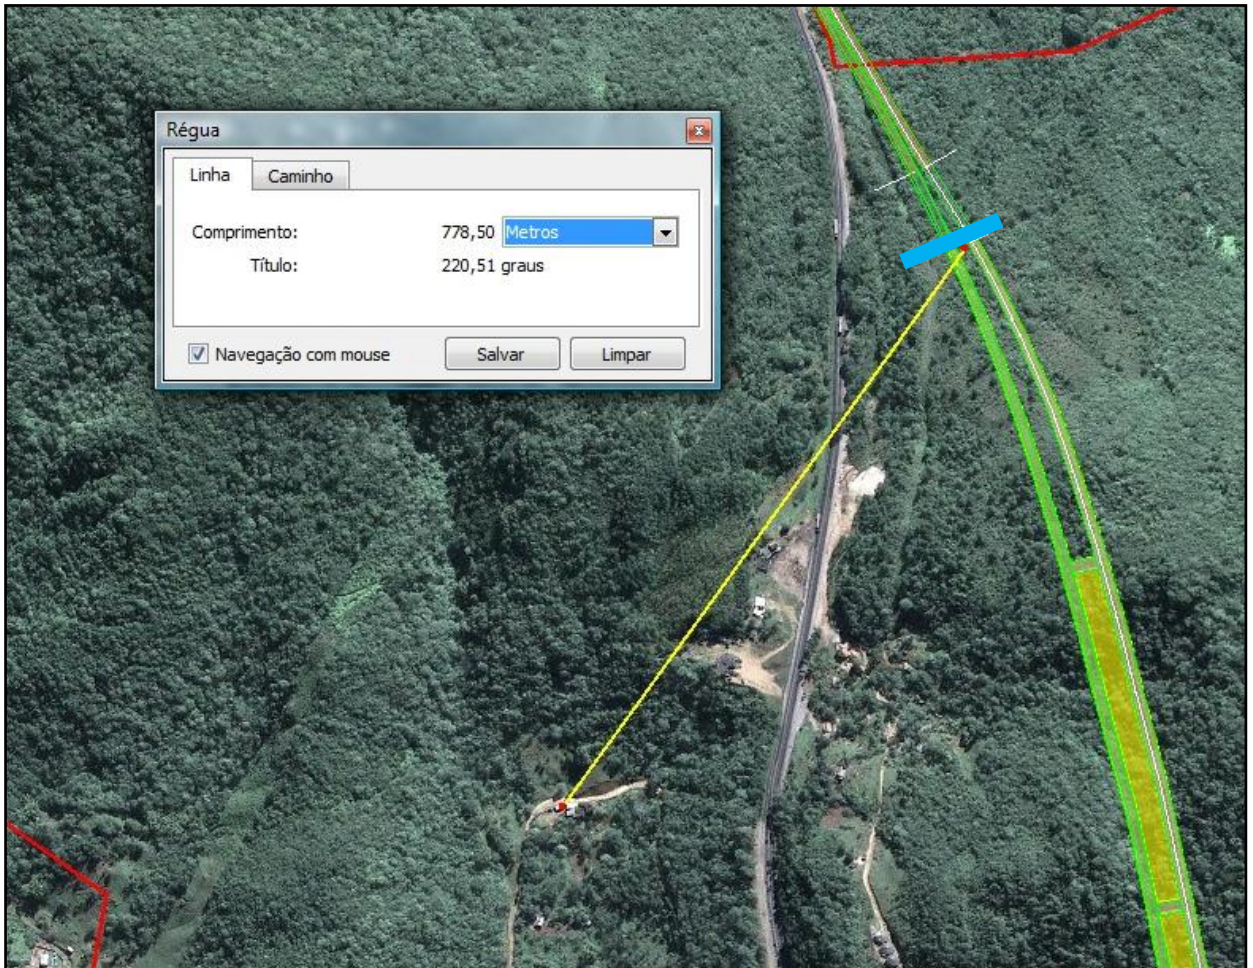 Régua
Linha Caminho
Comprimento: 778,50 Metros
Título: 220,51 graus
Navegação com mouse Salvar Limpar